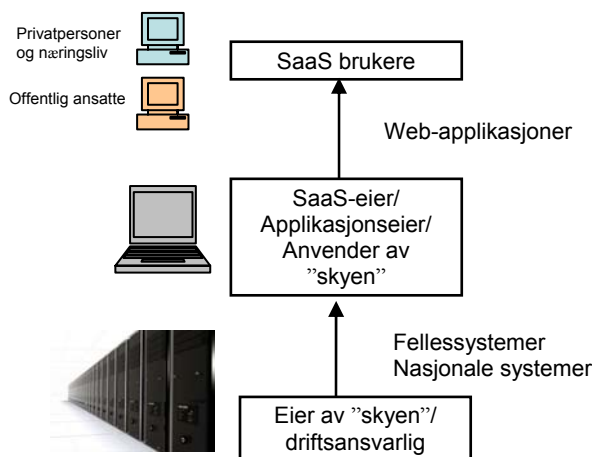 Privatpersoner
og næringsliv
SaaS brukere
Offentlig ansatte
Web-applikasjoner
SaaS-eier/
Applikasjonseier/
Anvender av
”skyen”
Fellessystemer
Nasjonale systemer
Eier av ”skyen”/
driftsansvarlig